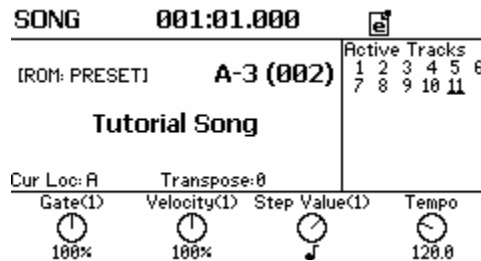 SONG 001:01.000 e
Active Tracks
1 2 3 4 5 6
7 8 9 10 11
[ROM: PRESET] A-3 (002)
Tutorial Song
Cur Loc:A Transpose:0
Gate(1) Velocity(1) Step Value(1) Tempo
100% 100% 120.0